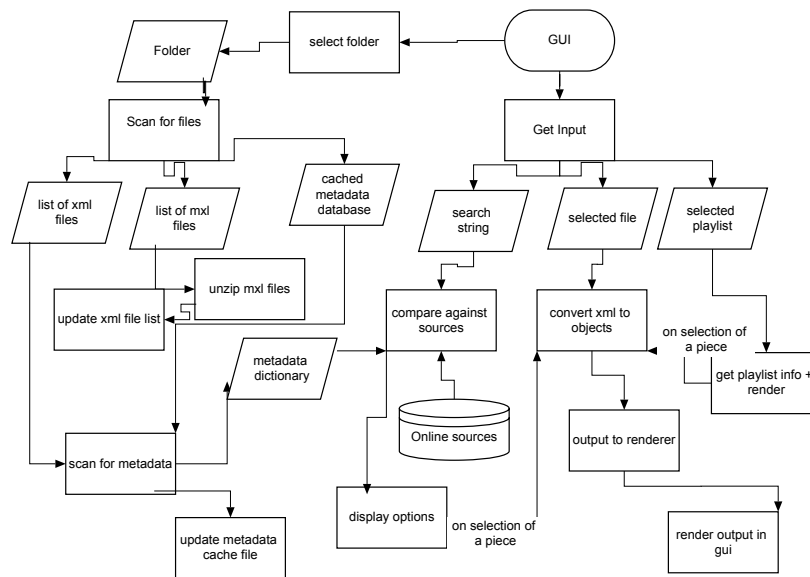 Folder
select folder
GUI
Scan for files
Get Input
list of xml
files
list of mxl
files
cached
metadata
database
search
string
selected file
selected
playlist
unzip mxl files
update xml file list
compare against
sources
convert xml to
objects
on selection of
a piece
get playlist info +
render
metadata
dictionary
Online sources
output to renderer
scan for metadata
display options
on selection of
a piece
update metadata
cache file
render output in
gui